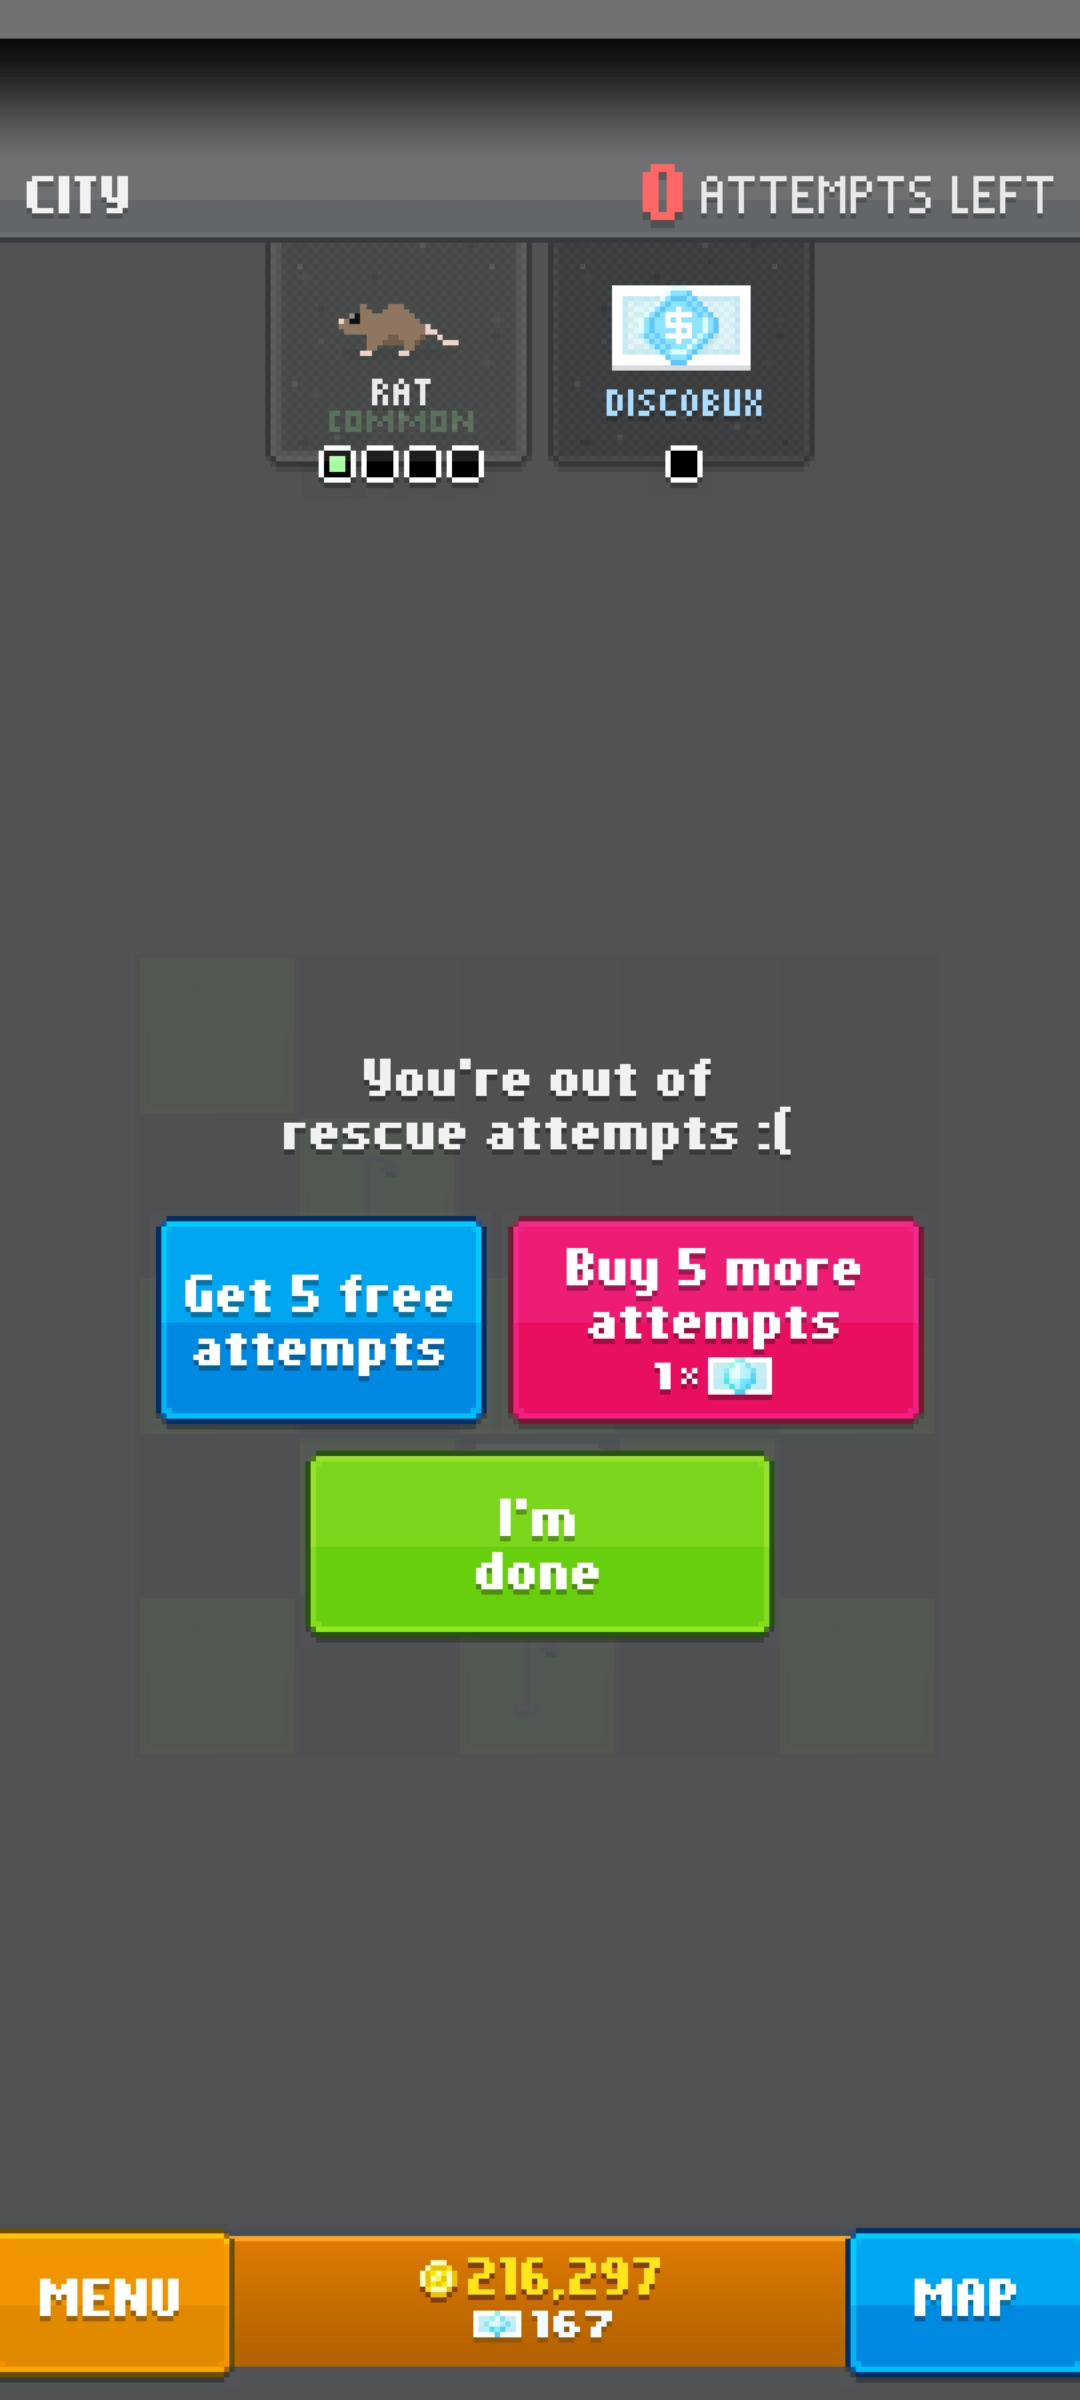 CITY
0 ATTEMPTS LEFT
RAT
COMMON
$
DISCOBUX
You're out of
rescue attempts :(
Get 5 free
attempts
Buy 5 more
attempts
1×
I'm
done
MENU
216,297
167
MAP